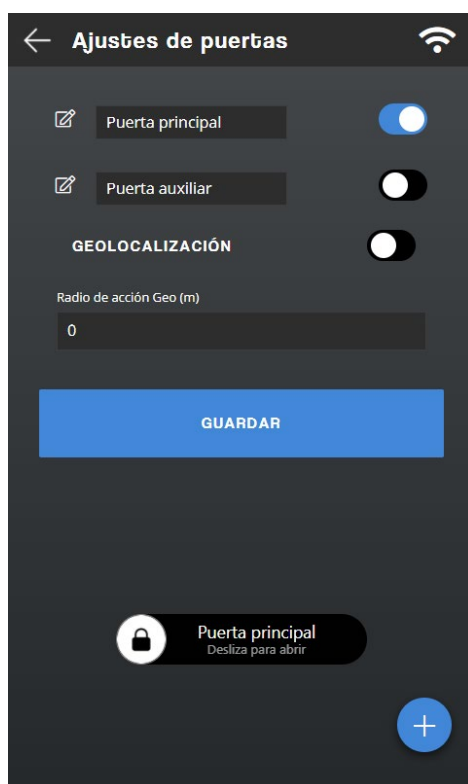 Ajustes de puertas
Puerta principal
Puerta auxiliar
GEOLOCALIZACIÓN
Radio de acción Geo (m)
0
GUARDAR
Puerta principal
Desliza para abrir
+